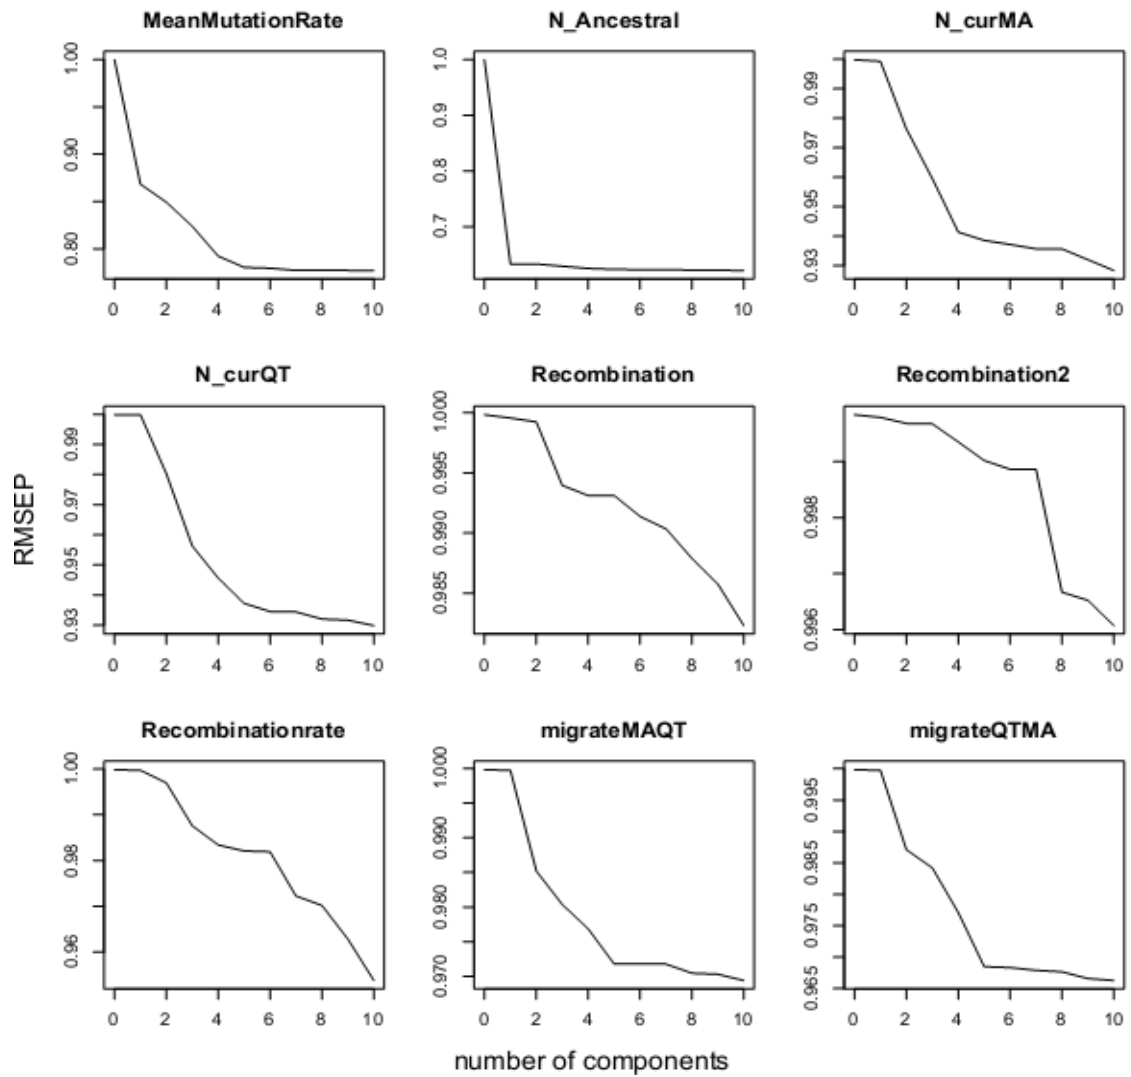 MeanMutationRate N_Ancestral N_curMA
1.00 0.90 0.80 1.0 0.9 0.8 0.7 0.99 0.97 0.95 0.93
0 2 4 6 8 10 0 2 4 6 8 10 0 2 4 6 8 10
N_curQT Recombination Recombination2
0.99 0.97 0.95 0.93 1.000 0.995 0.990 0.985 0.998 0.996
0 2 4 6 8 10 0 2 4 6 8 10 0 2 4 6 8 10
RMSEP
Recombinationrate migrateMAQT migrateQTMA
1.00 0.98 0.96 1.000 0.990 0.980 0.970 0.995 0.985 0.975 0.965
0 2 4 6 8 10 0 2 4 6 8 10 0 2 4 6 8 10
number of components